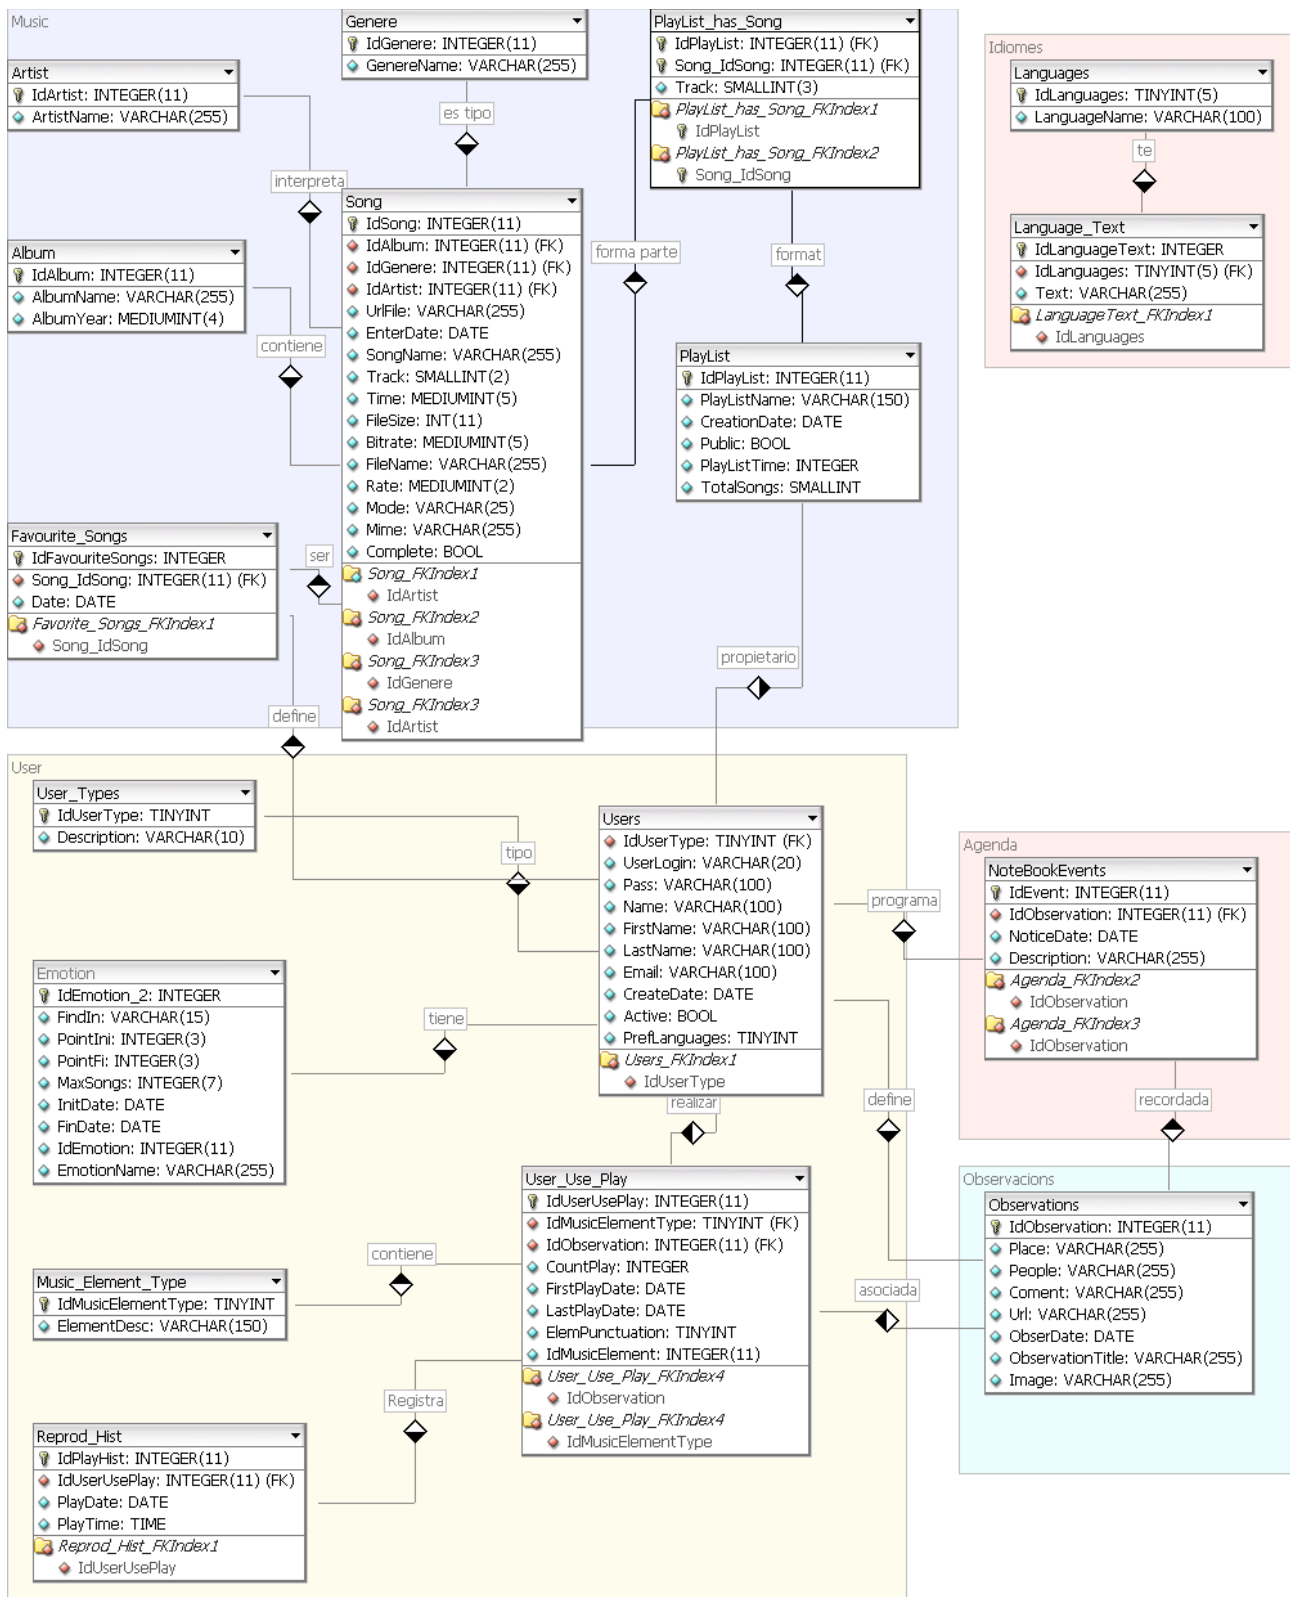 Music
Genere
IdGenere: INTEGER(11)
GenereName: VARCHAR(255)
PlayList_has_Song
IdPlayList: INTEGER(11) (FK)
Song_IdSong: INTEGER(11) (FK)
Track: SMALLINT(3)
PlayList_has_Song_FKIndex1
IdPlayList
PlayList_has_Song_FKIndex2
Song_IdSong
Idiomes
Languages
IdLanguages: TINYINT(5)
LanguageName: VARCHAR(100)
te
Language_Text
IdLanguageText: INTEGER
IdLanguages: TINYINT(5) (FK)
Text: VARCHAR(255)
LanguageText_FKIndex1
IdLanguages
Artist
IdArtist: INTEGER(11)
ArtistName: VARCHAR(255)
es tipo
interpreta
Album
IdAlbum: INTEGER(11)
AlbumName: VARCHAR(255)
AlbumYear: MEDIUMINT(4)
contiene
Song
IdSong: INTEGER(11)
IdAlbum: INTEGER(11) (FK)
IdGenere: INTEGER(11) (FK)
IdArtist: INTEGER(11) (FK)
UrlFile: VARCHAR(255)
EnterDate: DATE
SongName: VARCHAR(255)
Track: SMALLINT(2)
Time: MEDIUMINT(5)
FileSize: INT(11)
Bitrate: MEDIUMINT(5)
FileName: VARCHAR(255)
Rate: MEDIUMINT(2)
Mode: VARCHAR(25)
Mime: VARCHAR(255)
Complete: BOOL
Song_FKIndex1
IdArtist
Song_FKIndex2
IdAlbum
Song_FKIndex3
IdGenere
Song_FKIndex3
IdArtist
forma parte
format
PlayList
IdPlayList: INTEGER(11)
PlayListName: VARCHAR(150)
CreationDate: DATE
Public: BOOL
PlayListTime: INTEGER
TotalSongs: SMALLINT
Favourite_Songs
IdFavouriteSongs: INTEGER
Song_IdSong: INTEGER(11) (FK)
Date: DATE
Favorite_Songs_FKIndex1
Song_IdSong
ser
propietario
define
User
User_Types
IdUserType: TINYINT
Description: VARCHAR(10)
tipo
Users
IdUserType: TINYINT (FK)
UserLogin: VARCHAR(20)
Pass: VARCHAR(100)
Name: VARCHAR(100)
FirstName: VARCHAR(100)
LastName: VARCHAR(100)
Email: VARCHAR(100)
CreateDate: DATE
Active: BOOL
PrefLanguages: TINYINT
Users_FKIndex1
IdUserType
programa
Agenda
NoteBookEvents
IdEvent: INTEGER(11)
IdObservation: INTEGER(11) (FK)
NoticeDate: DATE
Description: VARCHAR(255)
Agenda_FKIndex2
IdObservation
Agenda_FKIndex3
IdObservation
Emotion
IdEmotion_2: INTEGER
FindIn: VARCHAR(15)
PointIni: INTEGER(3)
PointFi: INTEGER(3)
MaxSongs: INTEGER(7)
InitDate: DATE
FinDate: DATE
IdEmotion: INTEGER(11)
EmotionName: VARCHAR(255)
tiene
realizar
define
recordada
Observacions
Observations
IdObservation: INTEGER(11)
Place: VARCHAR(255)
People: VARCHAR(255)
Coment: VARCHAR(255)
Url: VARCHAR(255)
ObserDate: DATE
ObservationTitle: VARCHAR(255)
Image: VARCHAR(255)
User_Use_Play
IdUserUsePlay: INTEGER(11)
IdMusicElementType: TINYINT (FK)
IdObservation: INTEGER(11) (FK)
CountPlay: INTEGER
FirstPlayDate: DATE
LastPlayDate: DATE
ElemPunctuation: TINYINT
IdMusicElement: INTEGER(11)
User_Use_Play_FKIndex4
IdObservation
User_Use_Play_FKIndex4
IdMusicElementType
contiene
asociada
Music_Element_Type
IdMusicElementType: TINYINT
ElementDesc: VARCHAR(150)
Registra
Reprod_Hist
IdPlayHist: INTEGER(11)
IdUserUsePlay: INTEGER(11) (FK)
PlayDate: DATE
PlayTime: TIME
Reprod_Hist_FKIndex1
IdUserUsePlay